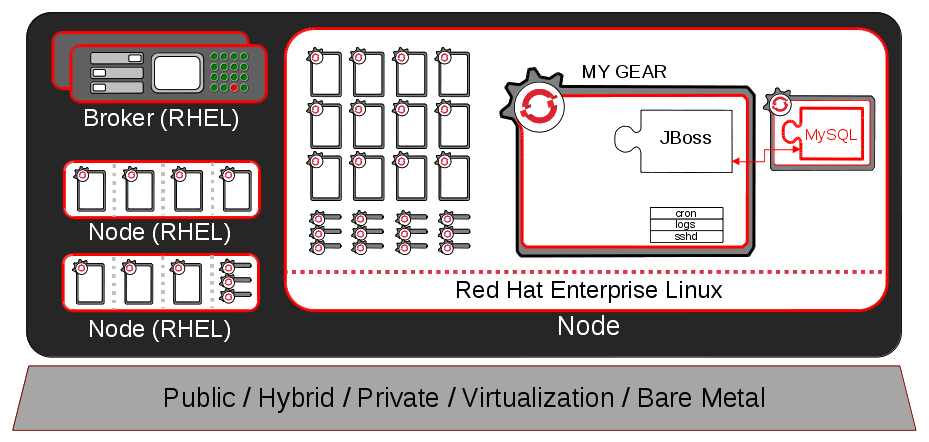 Broker (RHEL)
Node (RHEL)
Node (RHEL)
MY GEAR
JBoss
MySQL
cron
logs
sshd
Red Hat Enterprise Linux
Node
Public / Hybrid / Private / Virtualization / Bare Metal